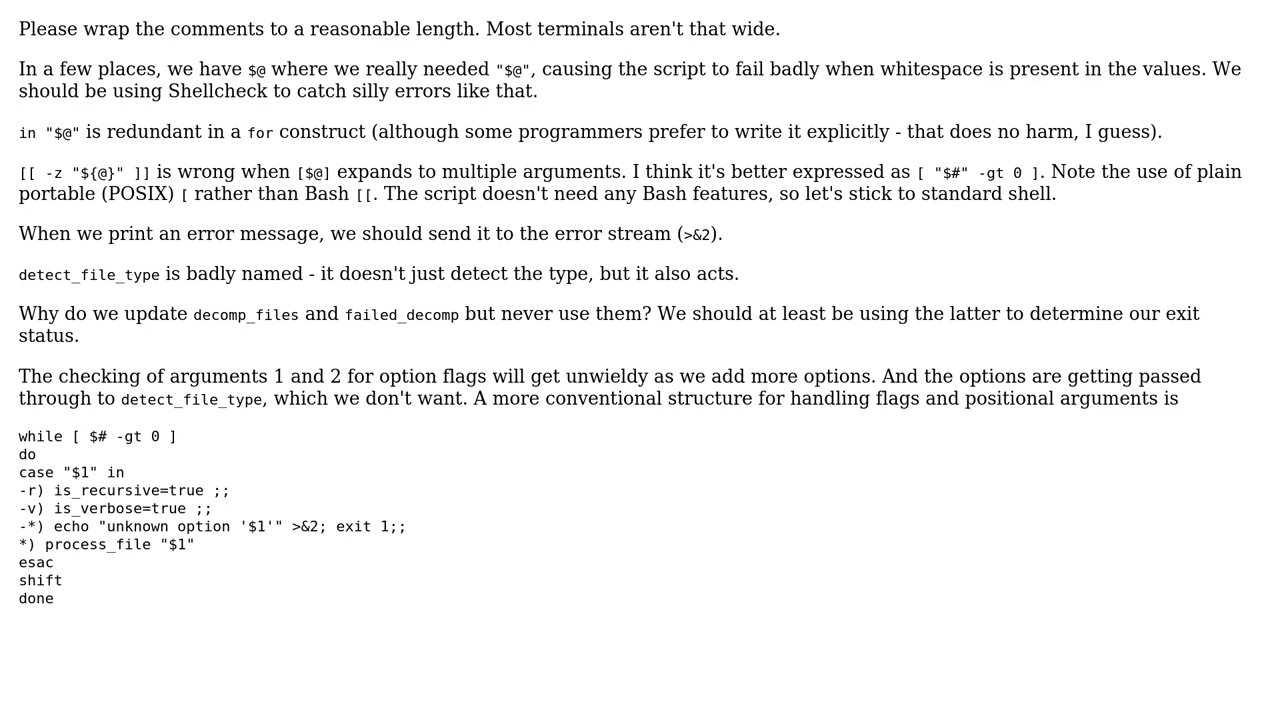 Please wrap the comments to a reasonable length. Most terminals aren't that wide.
In a few places, we have $@ where we really needed "$@", causing the script to fail badly when whitespace is present in the values. We
should be using Shellcheck to catch silly errors like that.
in "$@" is redundant in a for construct (although some programmers prefer to write it explicitly - that does no harm, I guess).
[[ -z "${@}" ]] is wrong when [$@] expands to multiple arguments. I think it's better expressed as [ "$#" -gt 0 ]. Note the use of plain
portable (POSIX) [ rather than Bash [[. The script doesn't need any Bash features, so let's stick to standard shell.
When we print an error message, we should send it to the error stream (>&2).
detect_file_type is badly named - it doesn't just detect the type, but it also acts.
Why do we update decomp_files and failed_decomp but never use them? We should at least be using the latter to determine our exit
status.
The checking of arguments 1 and 2 for option flags will get unwieldy as we add more options. And the options are getting passed
through to detect_file_type, which we don't want. A more conventional structure for handling flags and positional arguments is
while [ $# -gt 0 ]
do
case "$1" in
-r) is_recursive=true ;;
-v) is_verbose=true ;;
-*) echo "unknown option '$1'" >&2; exit 1;;
*) process_file "$1"
esac
shift
done